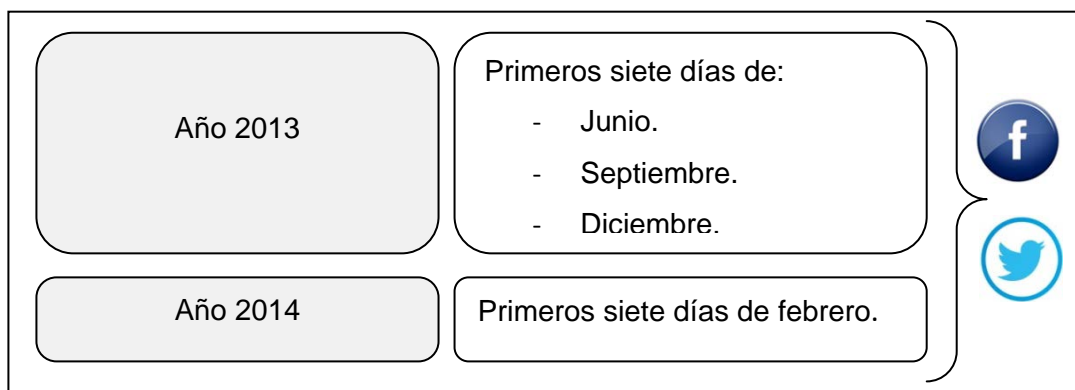 Año 2013
Primeros siete días de:
- Junio.
- Septiembre.
- Diciembre.
Año 2014
Primeros siete días de febrero.